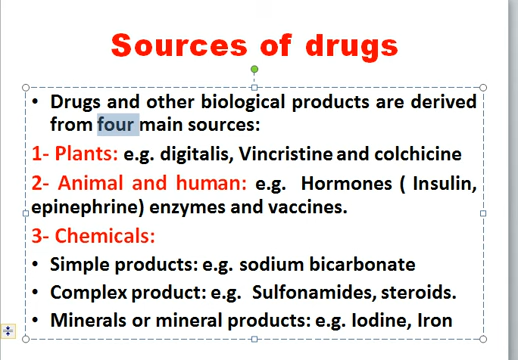 Sources of drugs
• Drugs and other biological products are derived
from four main sources:
1- Plants: e.g. digitalis, Vincristine and colchicine
2- Animal and human: e.g. Hormones ( Insulin,
epinephrine) enzymes and vaccines.
3- Chemicals:
• Simple products: e.g. sodium bicarbonate
• Complex product: e.g. Sulfonamides, steroids.
• Minerals or mineral products: e.g. Iodine, Iron